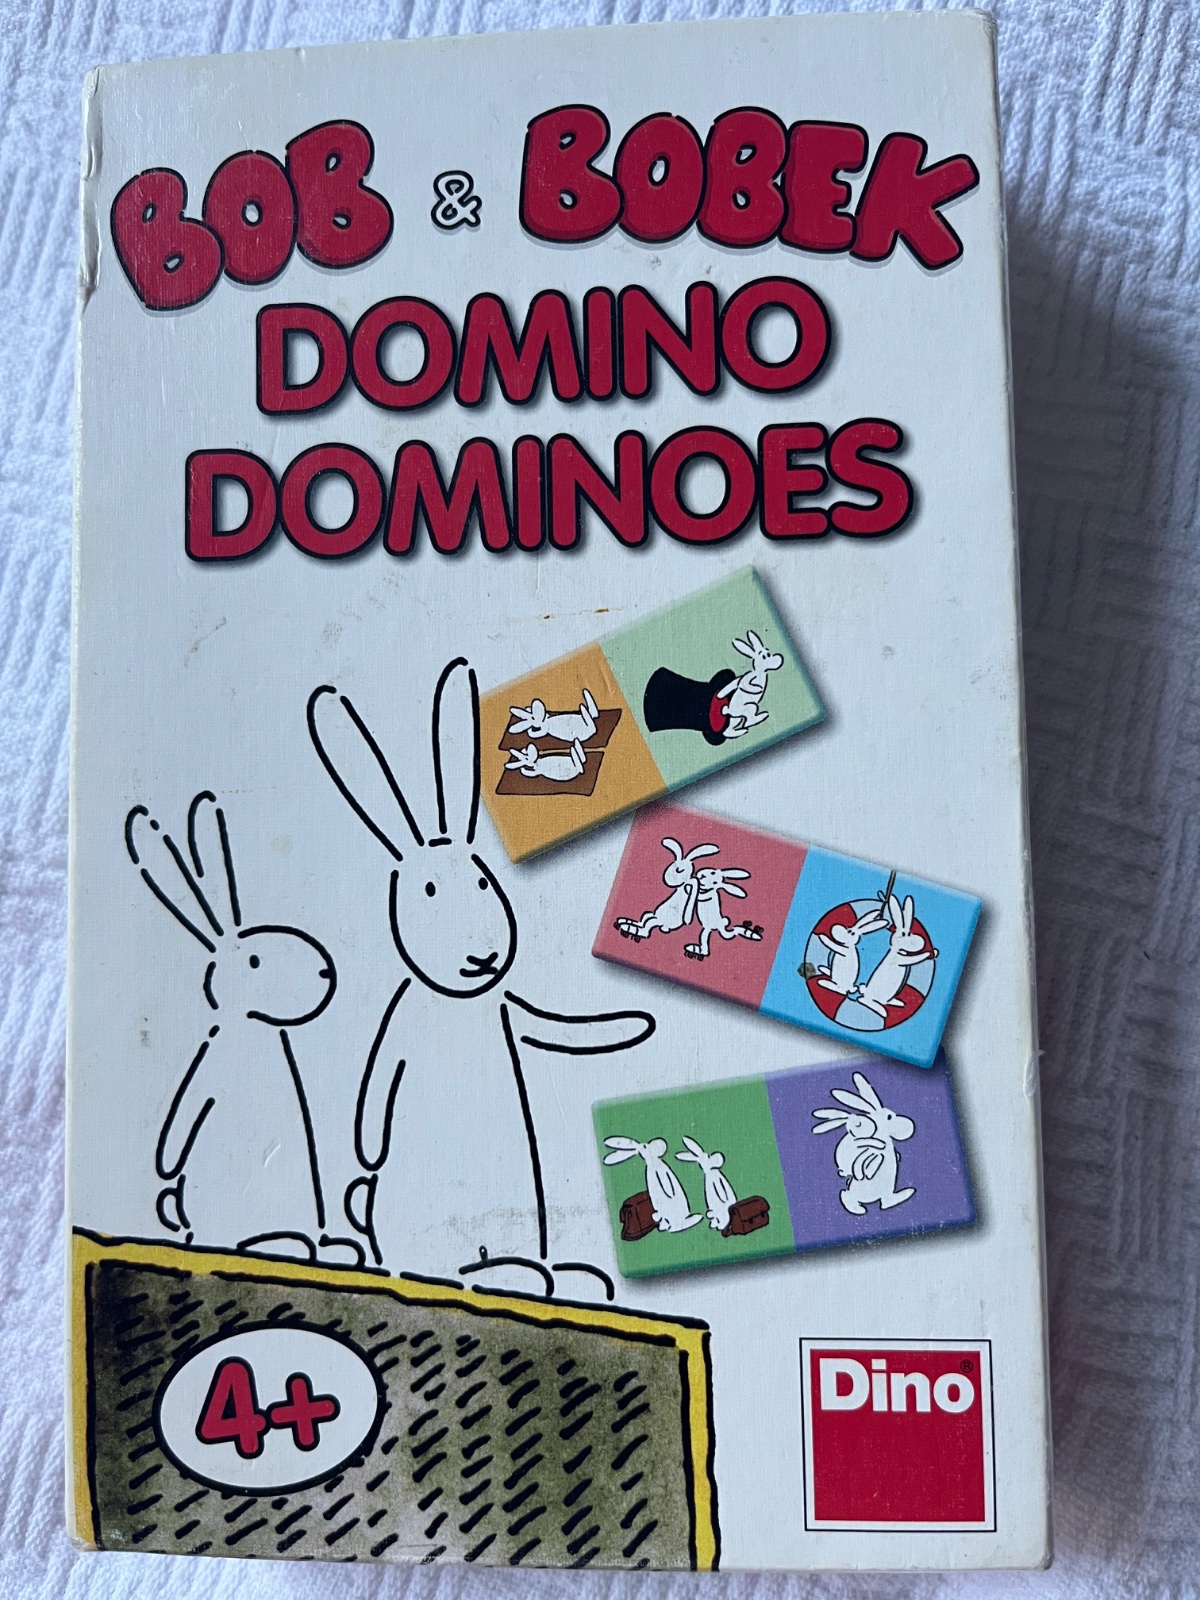 BOB & BOBEK
DOMINO
DOMINOES
4+
Dino®